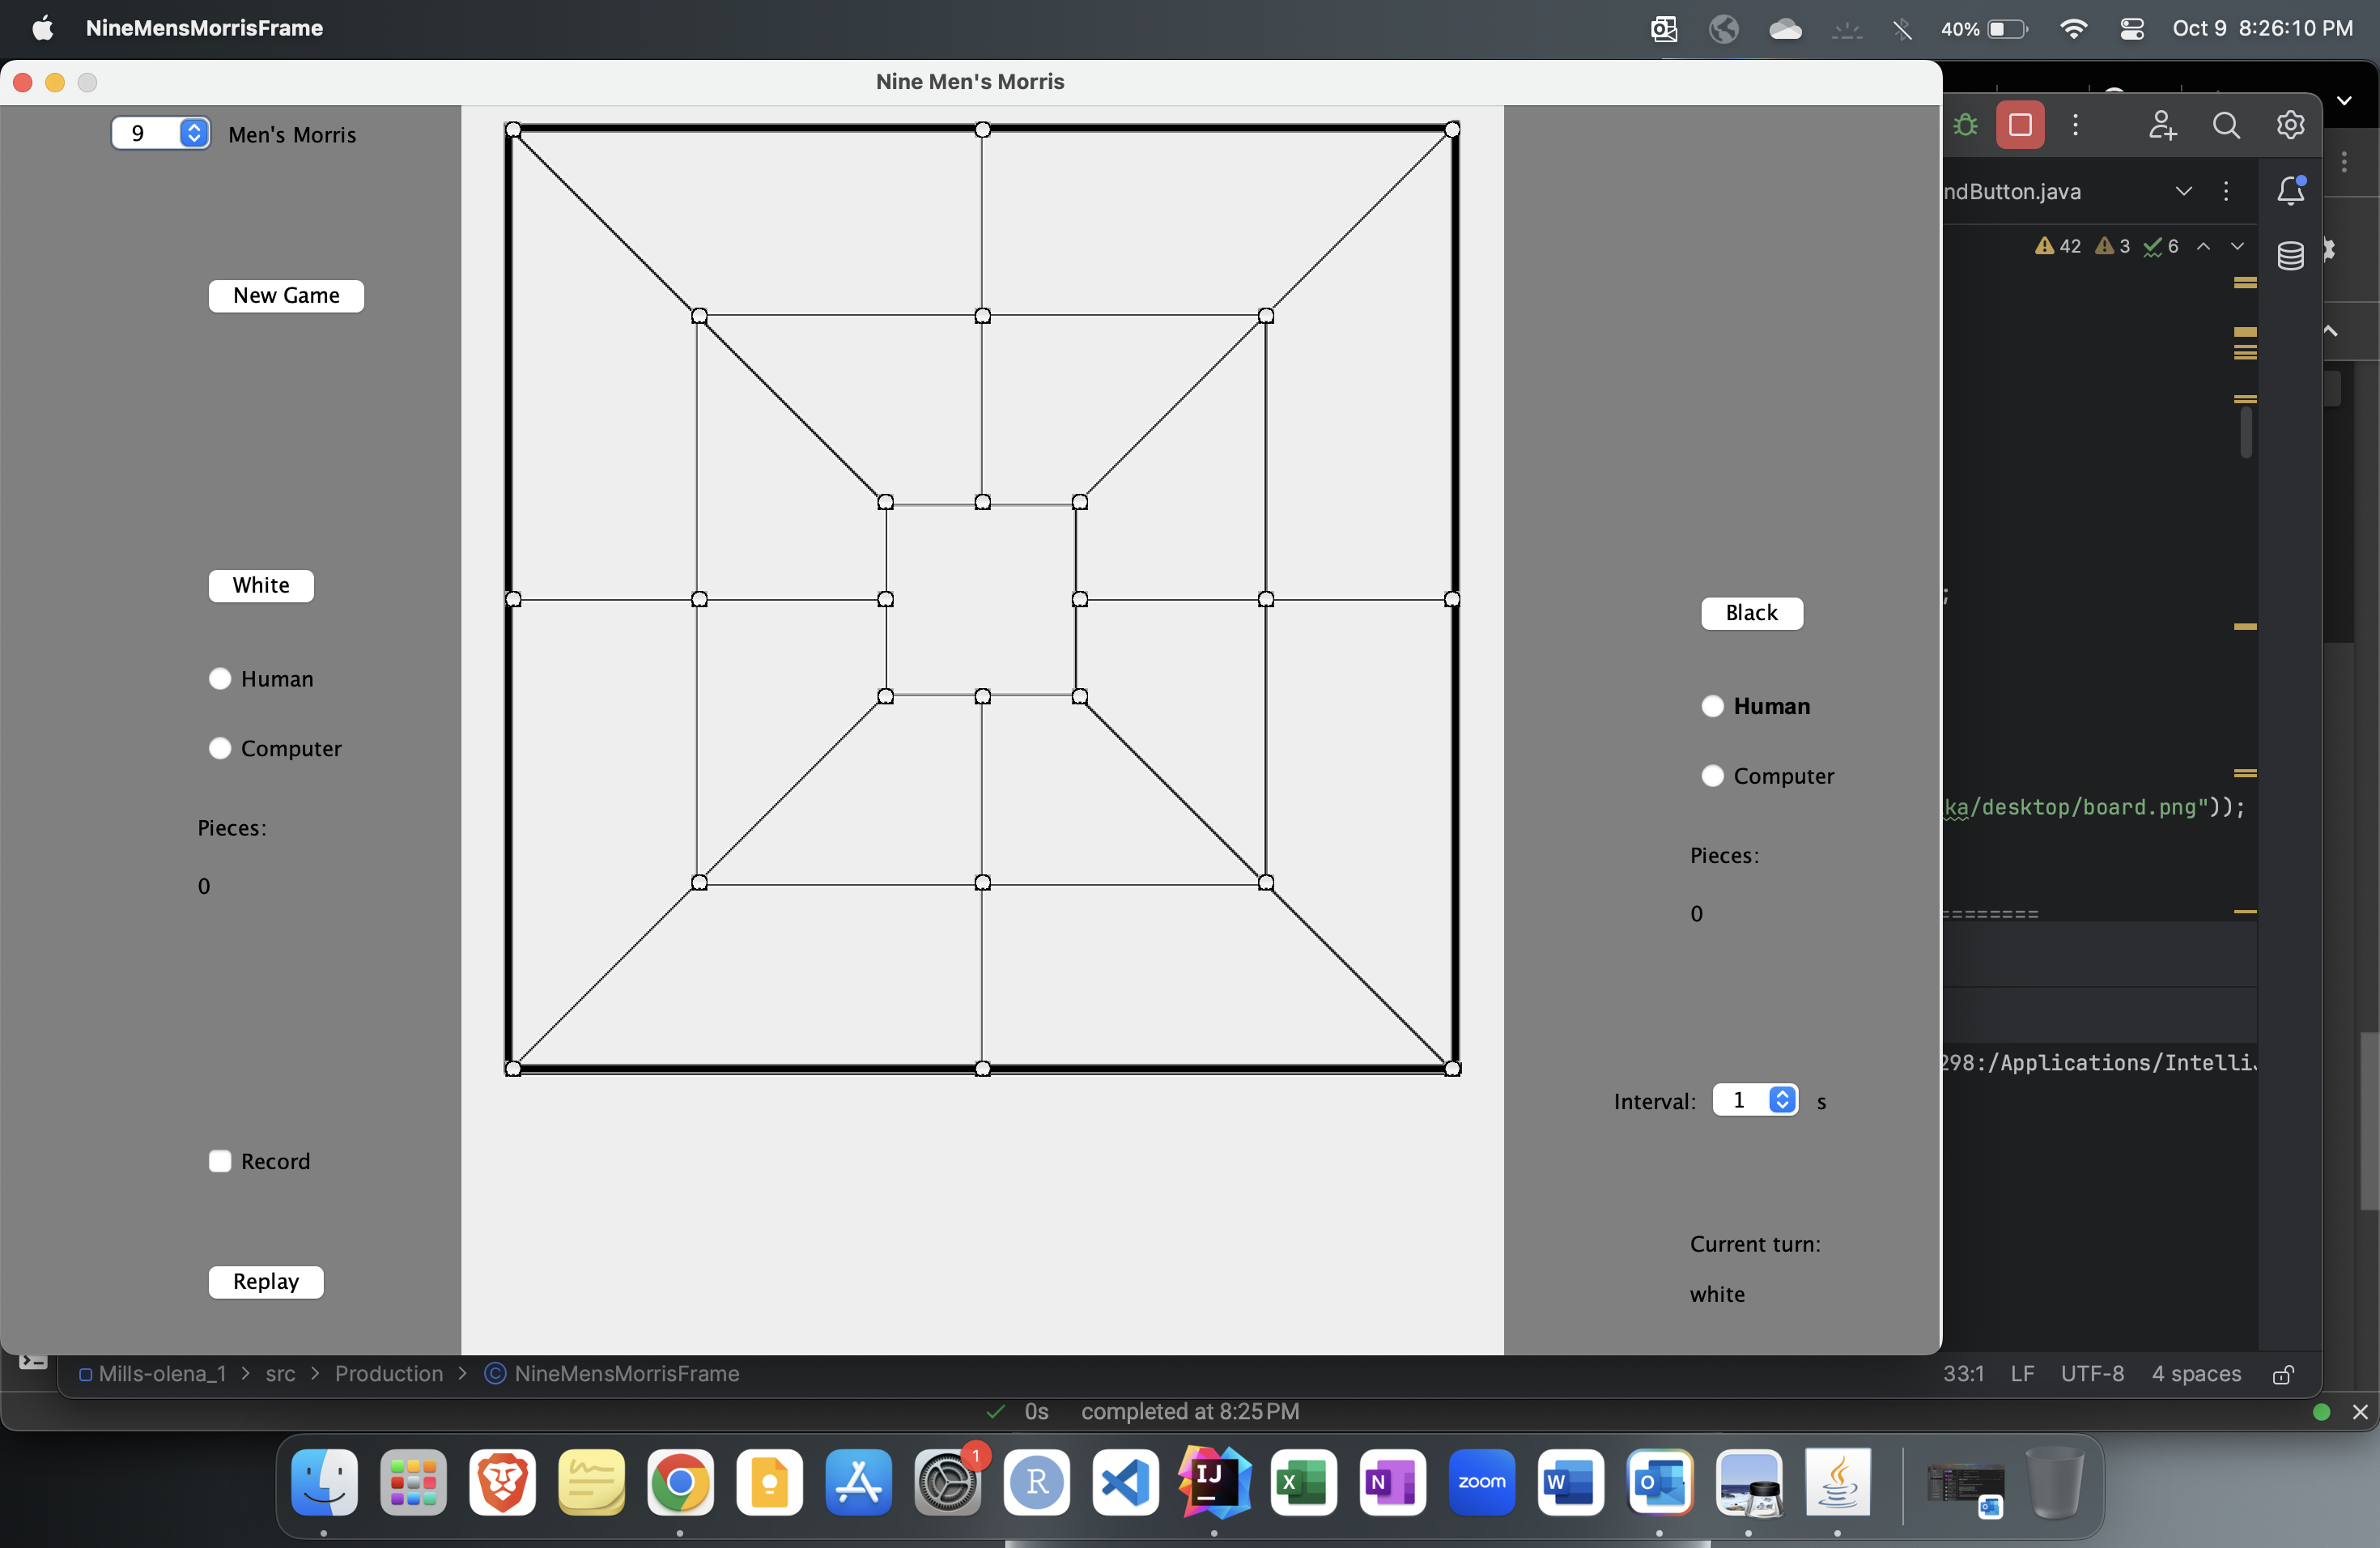 NineMensMorrisFrame
40%
Oct 9 8:26:10 PM
Nine Men's Morris
9 Men's Morris
ndButton.java
42 3 6
New Game
;
White
Black
Human
Human
Computer
Computer
ka/desktop/board.png"));
Pieces:
Pieces:
0
0
========
298:/Applications/Intelli
Interval: 1 s
Record
Current turn:
Replay
white
Mills-olena_1 > src > Production > NineMensMorrisFrame
33:1 LF UTF-8 4 spaces
0s completed at 8:25 PM
1
R
IJ
X
N
zoom
W
O